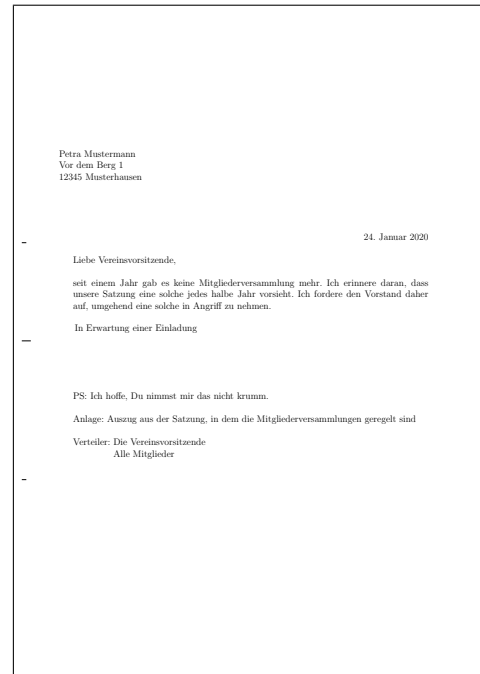 Petra Mustermann
Vor dem Berg 1
12345 Musterhausen
24. Januar 2020
Liebe Vereinsvorsitzende,
seit einem Jahr gab es keine Mitgliederversammlung mehr. Ich erinnere daran, dass
unsere Satzung eine solche jedes halbe Jahr vorsieht. Ich fordere den Vorstand daher
auf, umgehend eine solche in Angriff zu nehmen.
In Erwartung einer Einladung
PS: Ich hoffe, Du nimmst mir das nicht krumm.
Anlage: Auszug aus der Satzung, in dem die Mitgliederversammlungen geregelt sind
Verteiler: Die Vereinsvorsitzende
Alle Mitglieder